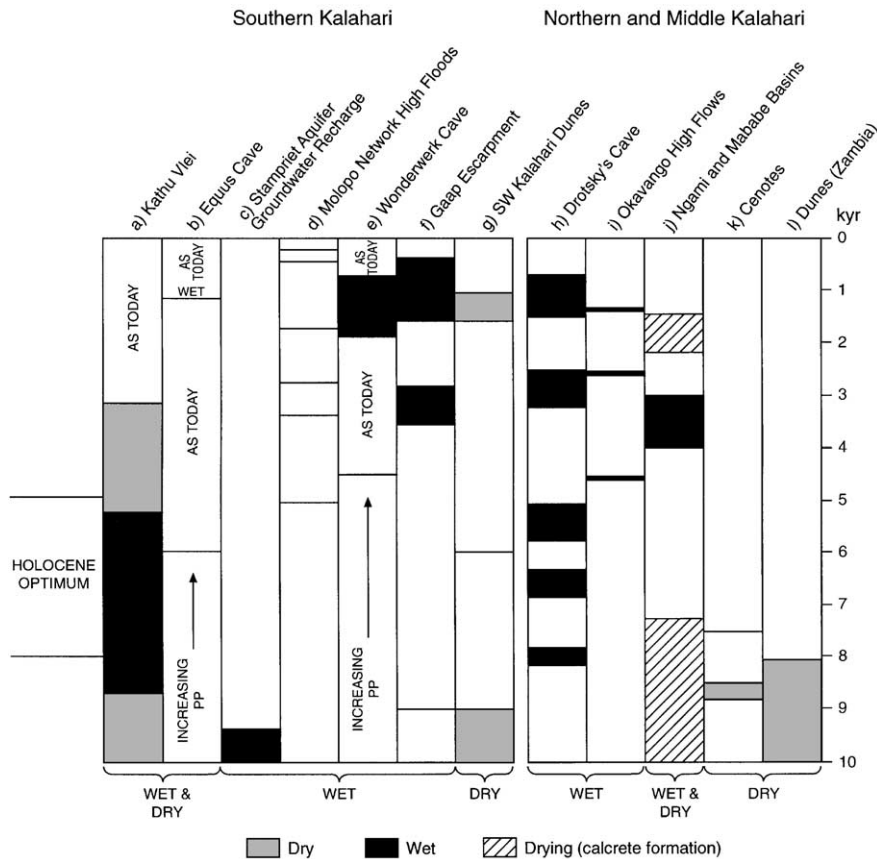 Southern Kalahari
Northern and Middle Kalahari
a) Kathu Vlei
b) Equus Cave
c) Stampriet Aquifer
Groundwater Recharge
d) Molopo Network High Floods
e) Wonderwerk Cave
f) Gaap Escarpment
g) SW Kalahari Dunes
h) Drotsky's Cave
i) Okavango High Flows
j) Ngami and Mababe Basins
k) Cenotes
l) Dunes (Zambia)
kyr
0
1
2
3
4
5
6
7
8
9
10
HOLOCENE
OPTIMUM
AS TODAY
AS
TODAY
WET
AS TODAY
INCREASING
PP
AS
TODAY
AS TODAY
INCREASING
PP
WET &
DRY
WET
DRY
WET
WET &
DRY
DRY
Dry
Wet
Drying (calcrete formation)